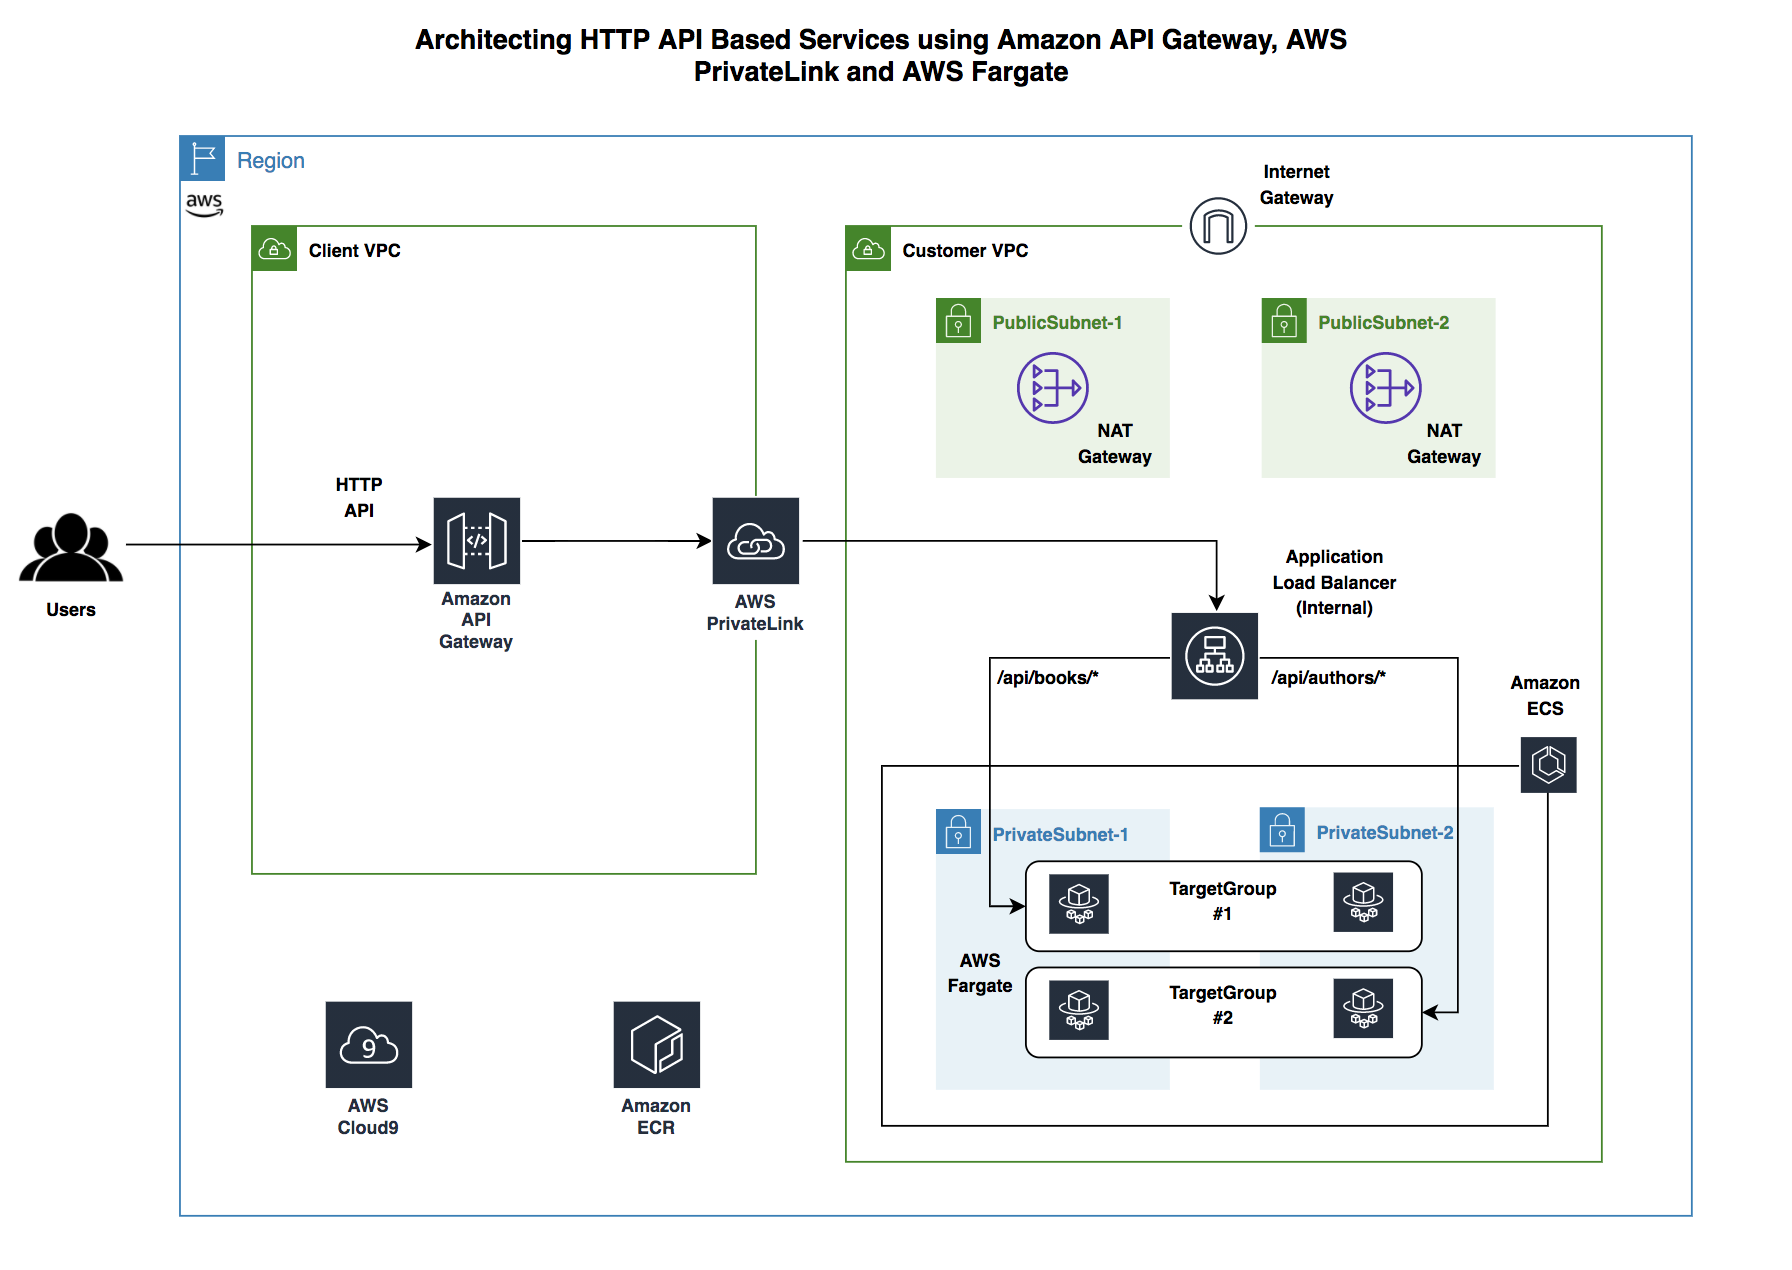 Architecting HTTP API Based Services using Amazon API Gateway, AWS
PrivateLink and AWS Fargate
Region
aws
Internet
Gateway
Client VPC
Customer VPC
PublicSubnet-1
PublicSubnet-2
NAT
Gateway
NAT
Gateway
HTTP
API
Users
Amazon
API
Gateway
</>
AWS
PrivateLink
Application
Load Balancer
(Internal)
/api/books/*
/api/authors/*
Amazon
ECS
PrivateSubnet-1
PrivateSubnet-2
TargetGroup
#1
AWS
Fargate
TargetGroup
#2
9
AWS
Cloud9
Amazon
ECR